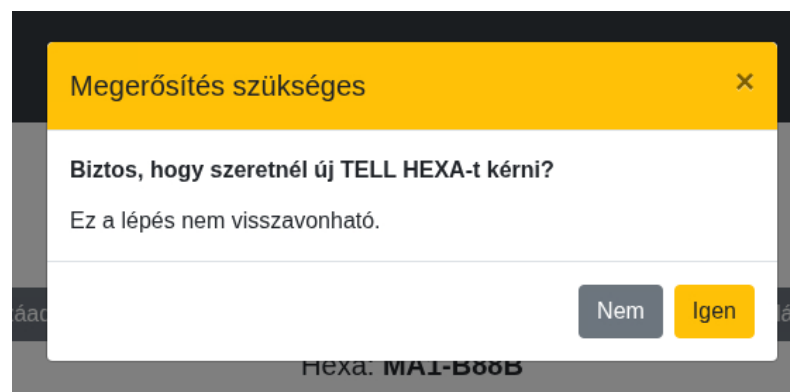 Megerősítés szükséges
×
Biztos, hogy szeretnél új TELL HEXA-t kérni?
Ez a lépés nem visszavonható.
Nem Igen
Hexa: MA1-B88B